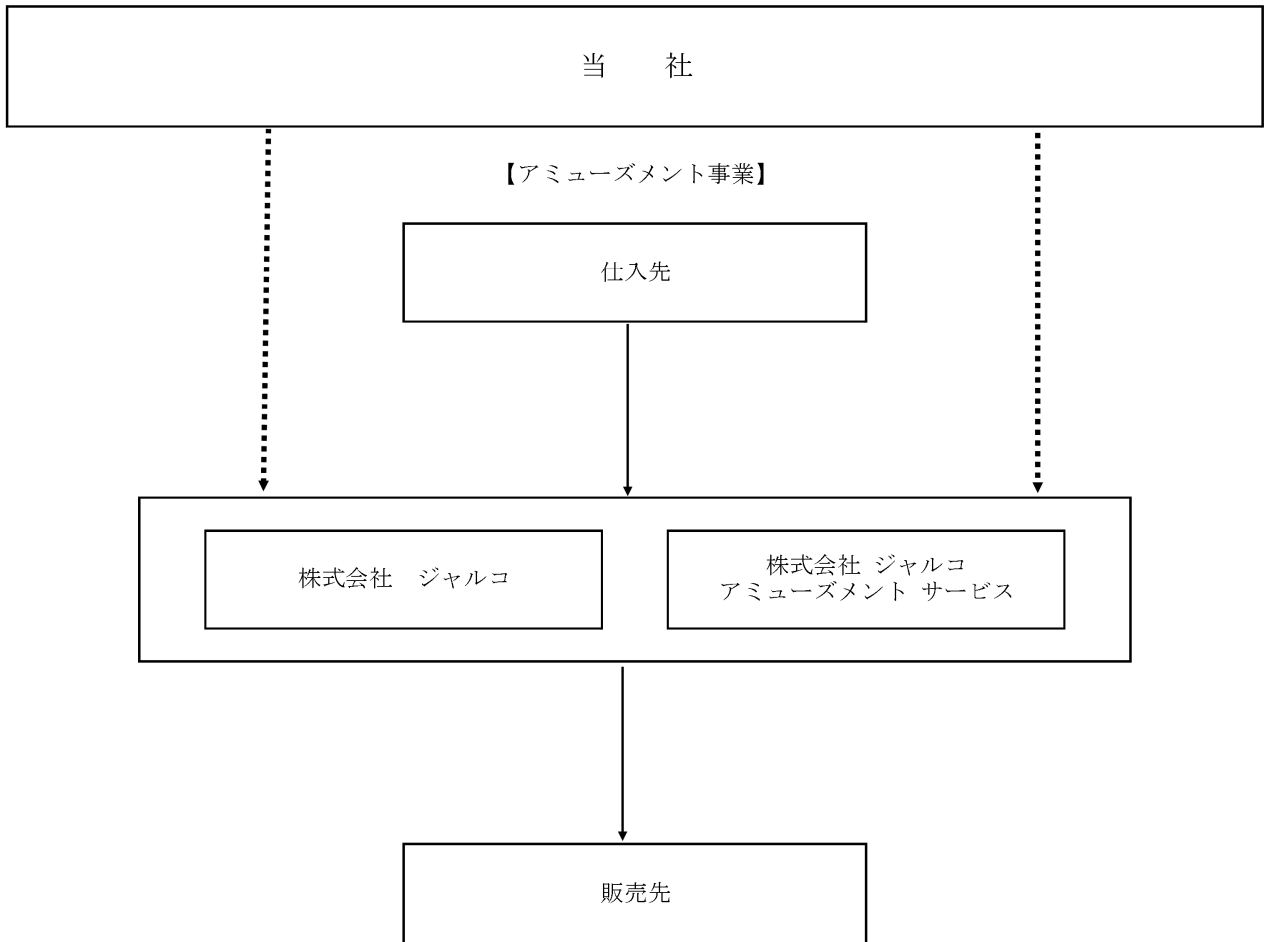 当　　社
【アミューズメント事業】
仕入先
株式会社　ジャルコ
株式会社 ジャルコ
アミューズメント サービス
販売先